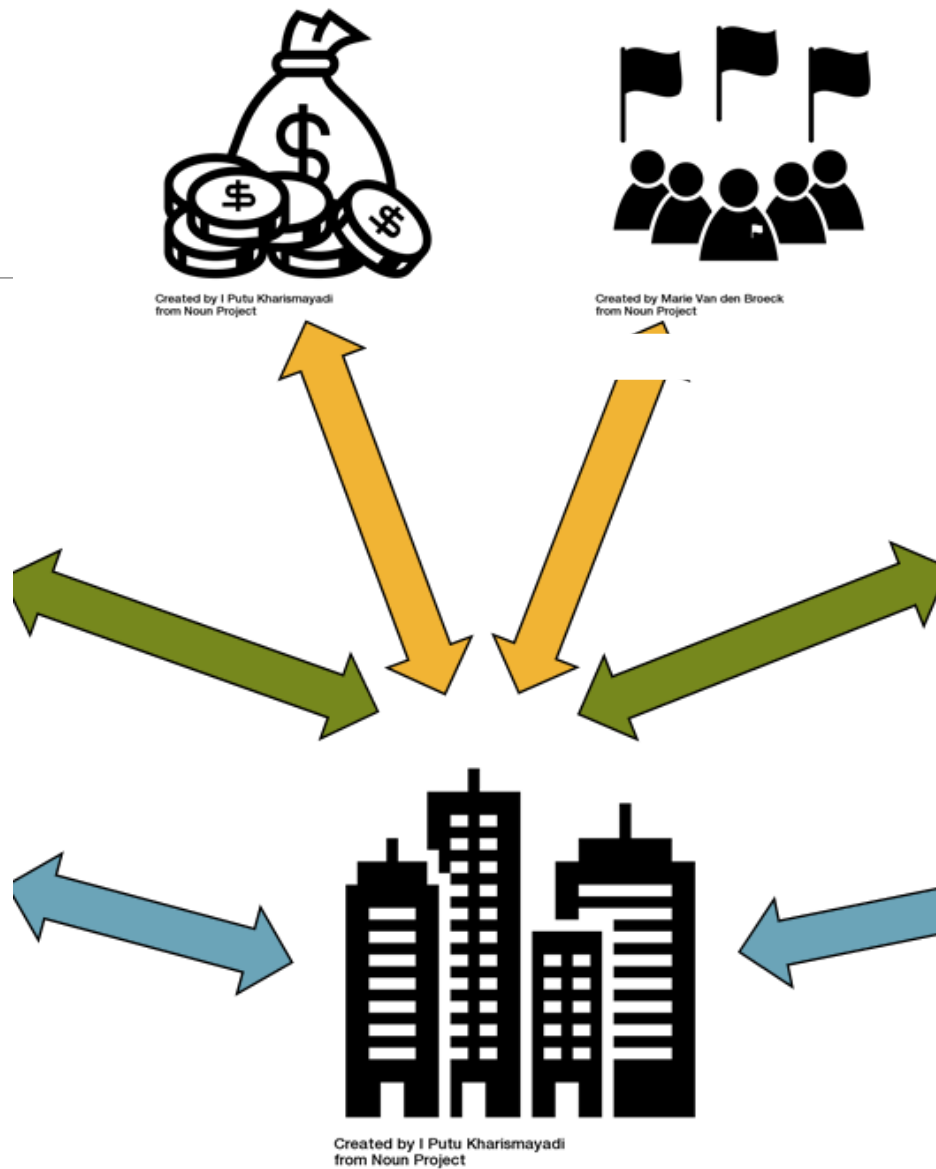 $
$
$
Created by I Putu Kharismayadi
from Noun Project
Created by Marie Van den Broeck
from Noun Project
Created by I Putu Kharismayadi
from Noun Project